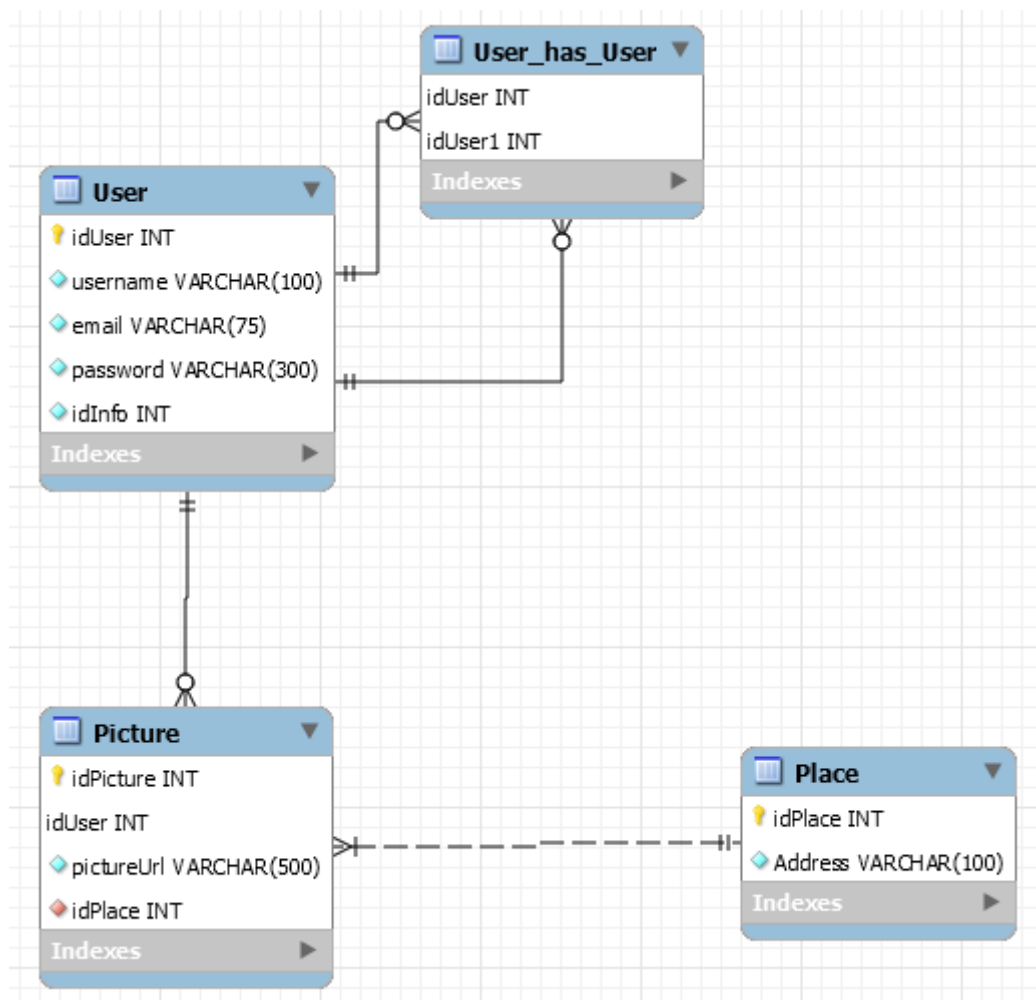 User_has_User
idUser INT
idUser1 INT
Indexes
User
idUser INT
username VARCHAR(100)
email VARCHAR(75)
password VARCHAR(300)
idInfo INT
Indexes
Picture
idPicture INT
idUser INT
pictureUrl VARCHAR(500)
idPlace INT
Indexes
Place
idPlace INT
Address VARCHAR(100)
Indexes